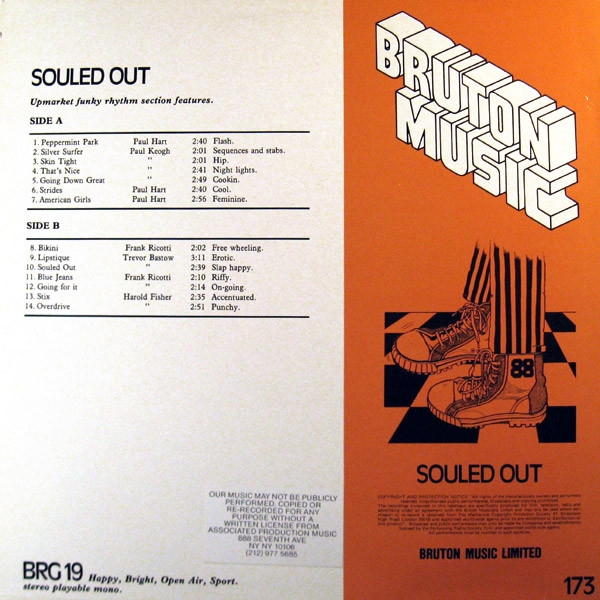 SOULED OUT
Upmarket funky rhythm section features.
SIDE A
1. Peppermint Park Paul Hart 2:40 Flash.
2. Silver Surfer Paul Keogh 2:01 Sequences and stabs.
3. Skin Tight " 2:01 Hip.
4. That's Nice " 2:41 Night lights.
5. Going Down Great " 2:49 Cookin.
6. Strides Paul Hart 2:40 Cool.
7. American Girls Paul Hart 2:56 Feminine.
SIDE B
8. Bikini Frank Ricotti 2:02 Free wheeling.
9. Lipstique Trevor Bastow 3:11 Erotic.
10. Souled Out " 2:39 Slap happy.
11. Blue Jeans Frank Ricotti 2:10 Riffy.
12. Going for it " 2:14 On-going.
13. Stix Harold Fisher 2:35 Accentuated.
14. Overdrive " 2:51 Punchy.
OUR MUSIC MAY NOT BE PUBLICLY
PERFORMED, COPIED OR
RE-RECORDED FOR ANY
PURPOSE WITHOUT A
WRITTEN LICENSE FROM
ASSOCIATED PRODUCTION MUSIC
888 SEVENTH AVE
NY NY 10106
(212) 977 5685
BRG 19 Happy, Bright, Open Air, Sport.
stereo playable mono.
BRUTON
MUSIC
88
SOULED OUT
BRUTON MUSIC LIMITED
173